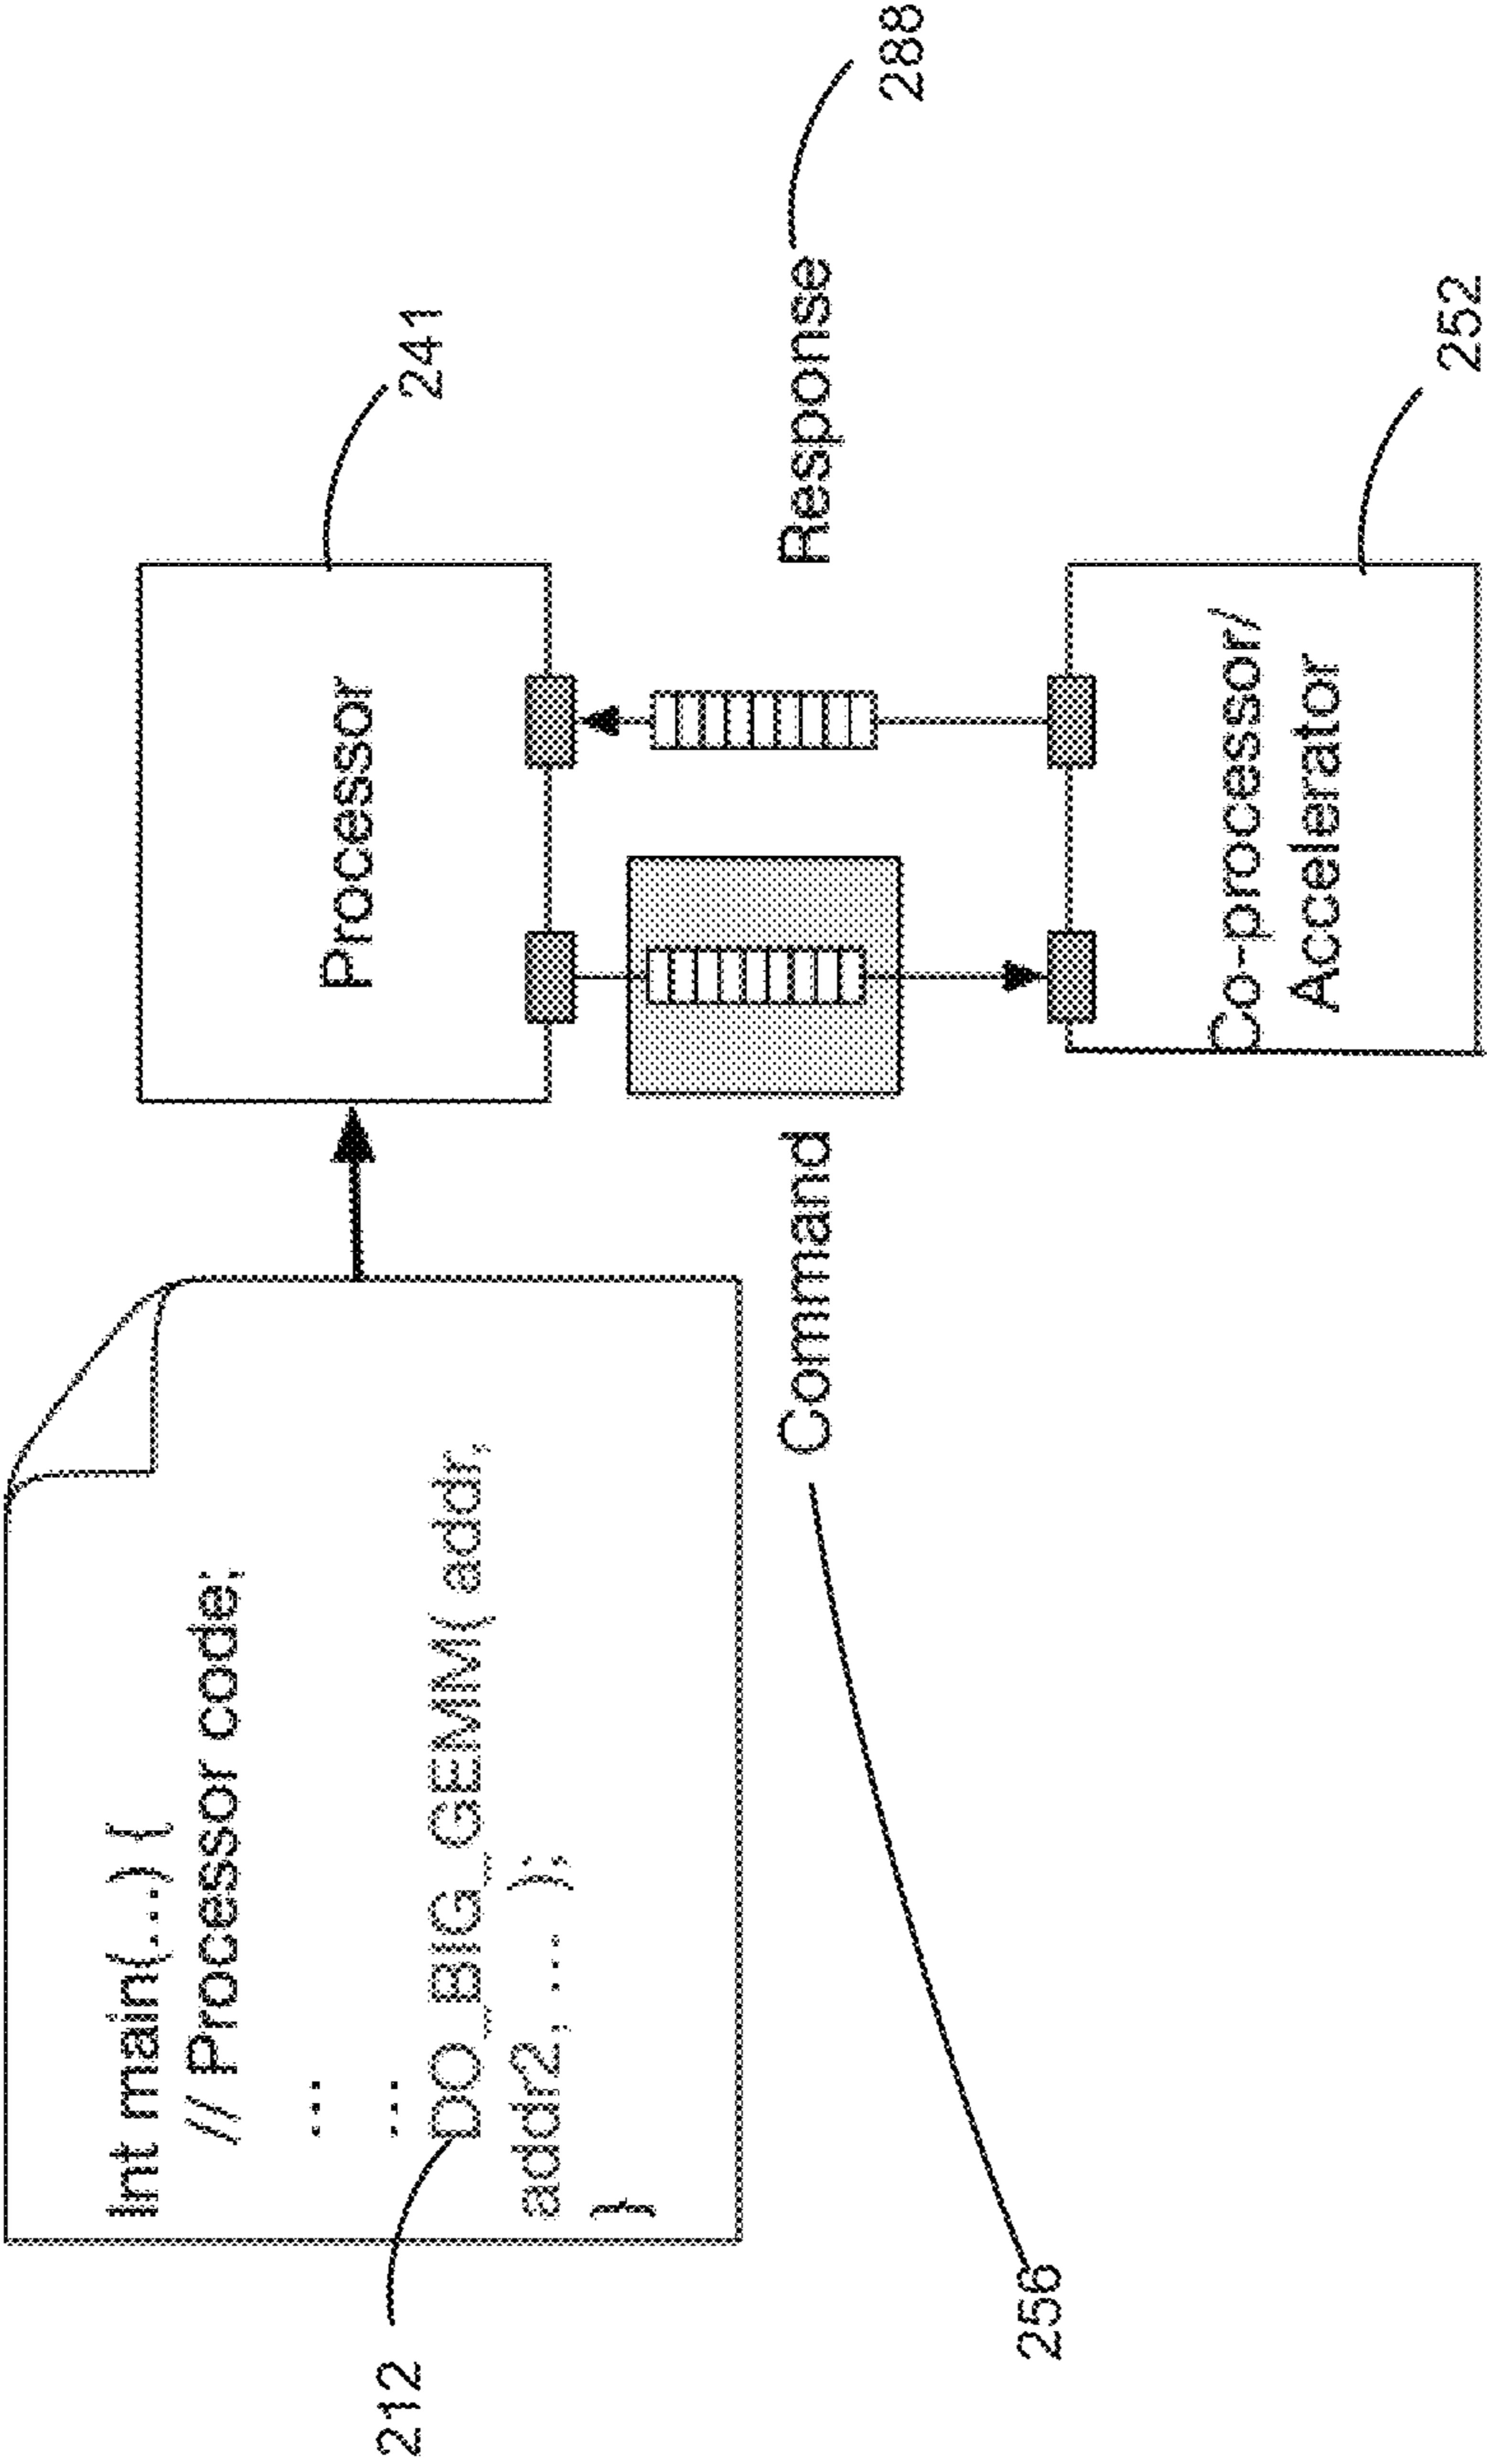 Int main(...) {
// Processor code;
...
...
DO_BIG_GEMM( addr,
addr2, ... );
}
212
Processor
241
Command
256
Response
288
Co-processor/
Accelerator
252